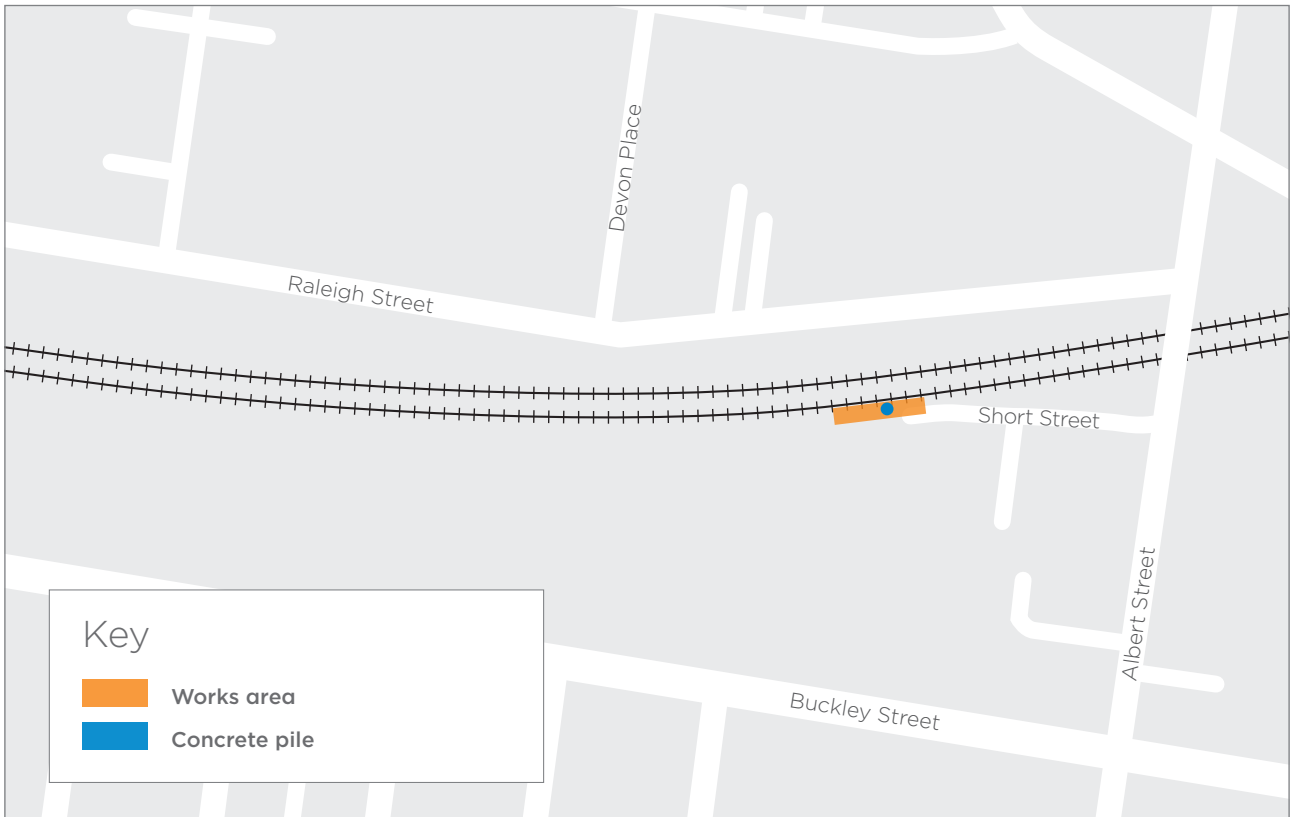 Devon Place
Raleigh Street
Short Street
Albert Street
Buckley Street
Key
Works area
Concrete pile